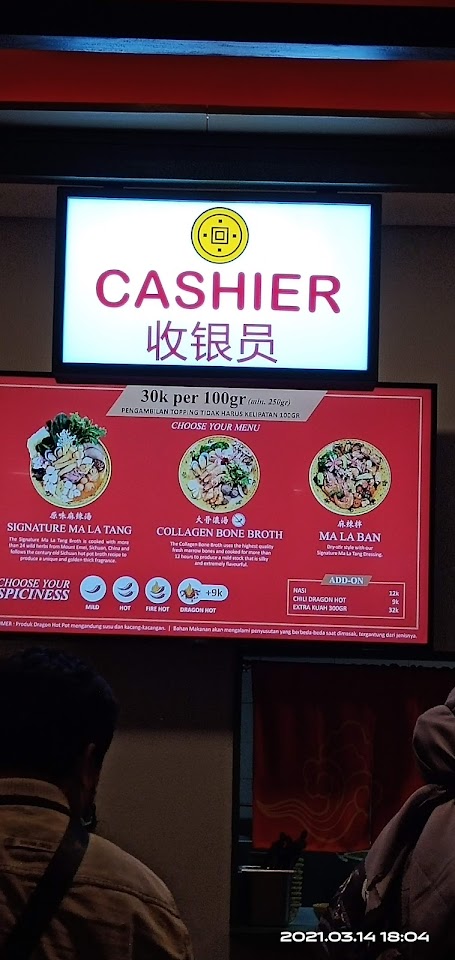 CASHIER
收银员
30k per 100gr (min. 250gr)
PENGAMBILAN TOPPING TIDAK HARUS KELIPATAN 100GR
CHOOSE YOUR MENU
原味麻辣汤
SIGNATURE MA LA TANG
The Signature Ma La Tang Broth is cooked with more
than 24 wild herbs from Mount Emei, Sichuan, China and
follows the century old Sichuan hot pot broth recipe to
produce a unique and golden thick fragrance.
大骨濃湯
COLLAGEN BONE BROTH
The Collagen Bone Broth uses the highest quality
fresh marrow bones and cooked for more than
12 hours to produce a mild stock that is silky
and extremely flavourful.
麻辣拌
MA LA BAN
Dry-stir style with our
Signature Ma La Tang Dressing.
CHOOSE YOUR
SPICINESS
MILD
HOT
FIRE HOT
+9k
DRAGON HOT
ADD-ON
NASI 12k
CHILI DRAGON HOT 9k
EXTRA KUAH 300GR 32k
MER : Produk Dragon Hot Pot mengandung susu dan kacang-kacangan. | Bahan Makanan akan mengalami penyusutan yang berbeda-beda saat dimasak, tergantung dari jenisnya.
2021.03.14 18:04